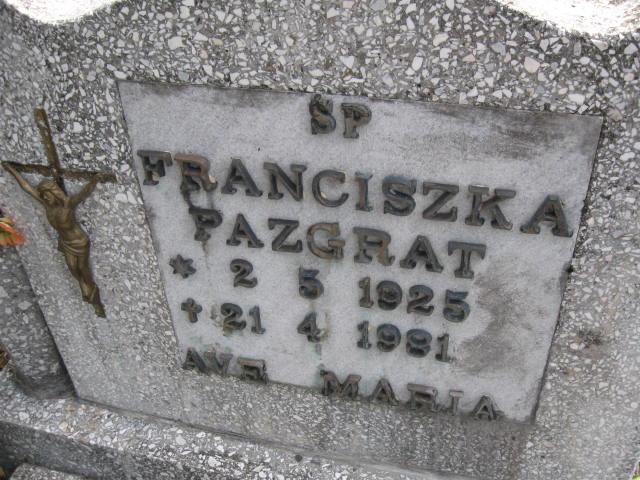 SP
FRANCISZKA
PAZGRAT
* 2 5 1925
+ 21 4 1981
AVE MARIA